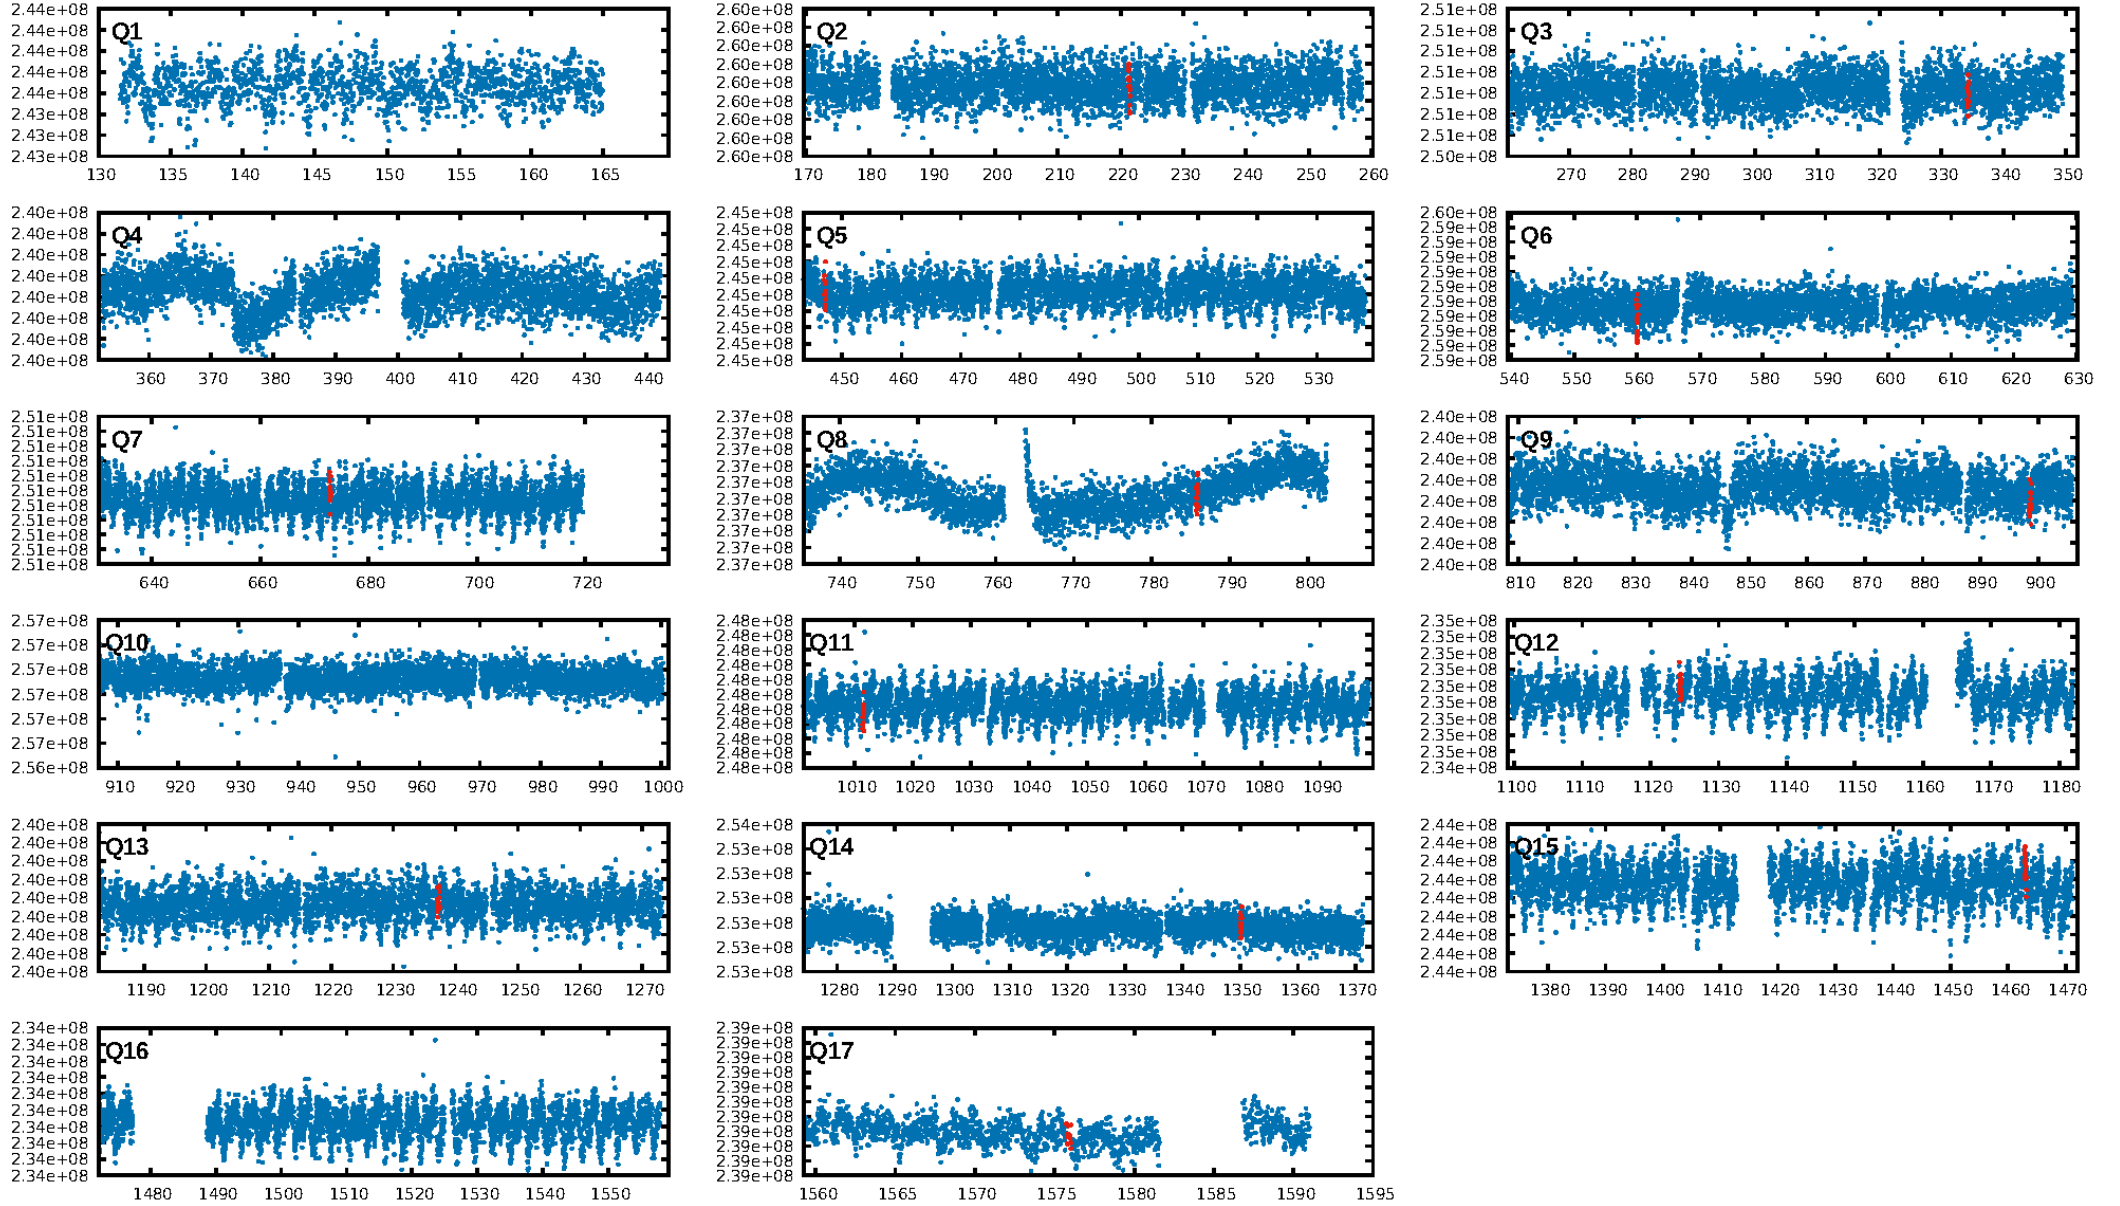 Q1
2.44e+08
2.44e+08
2.44e+08
2.44e+08
2.44e+08
2.43e+08
2.43e+08
2.43e+08
130 135 140 145 150 155 160 165
Q2
2.60e+08
2.60e+08
2.60e+08
2.60e+08
2.60e+08
2.60e+08
2.60e+08
2.60e+08
2.60e+08
170 180 190 200 210 220 230 240 250 260
Q3
2.51e+08
2.51e+08
2.51e+08
2.51e+08
2.51e+08
2.51e+08
2.51e+08
2.50e+08
270 280 290 300 310 320 330 340 350
Q4
2.40e+08
2.40e+08
2.40e+08
2.40e+08
2.40e+08
2.40e+08
2.40e+08
2.40e+08
360 370 380 390 400 410 420 430 440
Q5
2.45e+08
2.45e+08
2.45e+08
2.45e+08
2.45e+08
2.45e+08
2.45e+08
2.45e+08
2.45e+08
2.45e+08
450 460 470 480 490 500 510 520 530
Q6
2.60e+08
2.59e+08
2.59e+08
2.59e+08
2.59e+08
2.59e+08
2.59e+08
2.59e+08
2.59e+08
2.59e+08
2.59e+08
540 550 560 570 580 590 600 610 620 630
Q7
2.51e+08
2.51e+08
2.51e+08
2.51e+08
2.51e+08
2.51e+08
2.51e+08
2.51e+08
2.51e+08
2.51e+08
2.51e+08
640 660 680 700 720
Q8
2.37e+08
2.37e+08
2.37e+08
2.37e+08
2.37e+08
2.37e+08
2.37e+08
2.37e+08
2.37e+08
2.37e+08
740 750 760 770 780 790 800
Q9
2.40e+08
2.40e+08
2.40e+08
2.40e+08
2.40e+08
2.40e+08
2.40e+08
2.40e+08
810 820 830 840 850 860 870 880 890 900
Q10
2.57e+08
2.57e+08
2.57e+08
2.57e+08
2.57e+08
2.57e+08
2.56e+08
910 920 930 940 950 960 970 980 990 1000
Q11
2.48e+08
2.48e+08
2.48e+08
2.48e+08
2.48e+08
2.48e+08
2.48e+08
2.48e+08
2.48e+08
2.48e+08
2.48e+08
1010 1020 1030 1040 1050 1060 1070 1080 1090
Q12
2.35e+08
2.35e+08
2.35e+08
2.35e+08
2.35e+08
2.35e+08
2.35e+08
2.35e+08
2.35e+08
2.34e+08
1100 1110 1120 1130 1140 1150 1160 1170 1180
Q13
2.40e+08
2.40e+08
2.40e+08
2.40e+08
2.40e+08
2.40e+08
2.40e+08
2.40e+08
2.40e+08
1190 1200 1210 1220 1230 1240 1250 1260 1270
Q14
2.54e+08
2.53e+08
2.53e+08
2.53e+08
2.53e+08
2.53e+08
2.53e+08
1280 1290 1300 1310 1320 1330 1340 1350 1360 1370
Q15
2.44e+08
2.44e+08
2.44e+08
2.44e+08
2.44e+08
2.44e+08
2.44e+08
2.44e+08
2.44e+08
1380 1390 1400 1410 1420 1430 1440 1450 1460 1470
Q16
2.34e+08
2.34e+08
2.34e+08
2.34e+08
2.34e+08
2.34e+08
2.34e+08
2.34e+08
2.34e+08
2.34e+08
1480 1490 1500 1510 1520 1530 1540 1550
Q17
2.39e+08
2.39e+08
2.39e+08
2.39e+08
2.39e+08
2.39e+08
2.39e+08
2.39e+08
2.39e+08
2.39e+08
2.39e+08
1560 1565 1570 1575 1580 1585 1590 1595